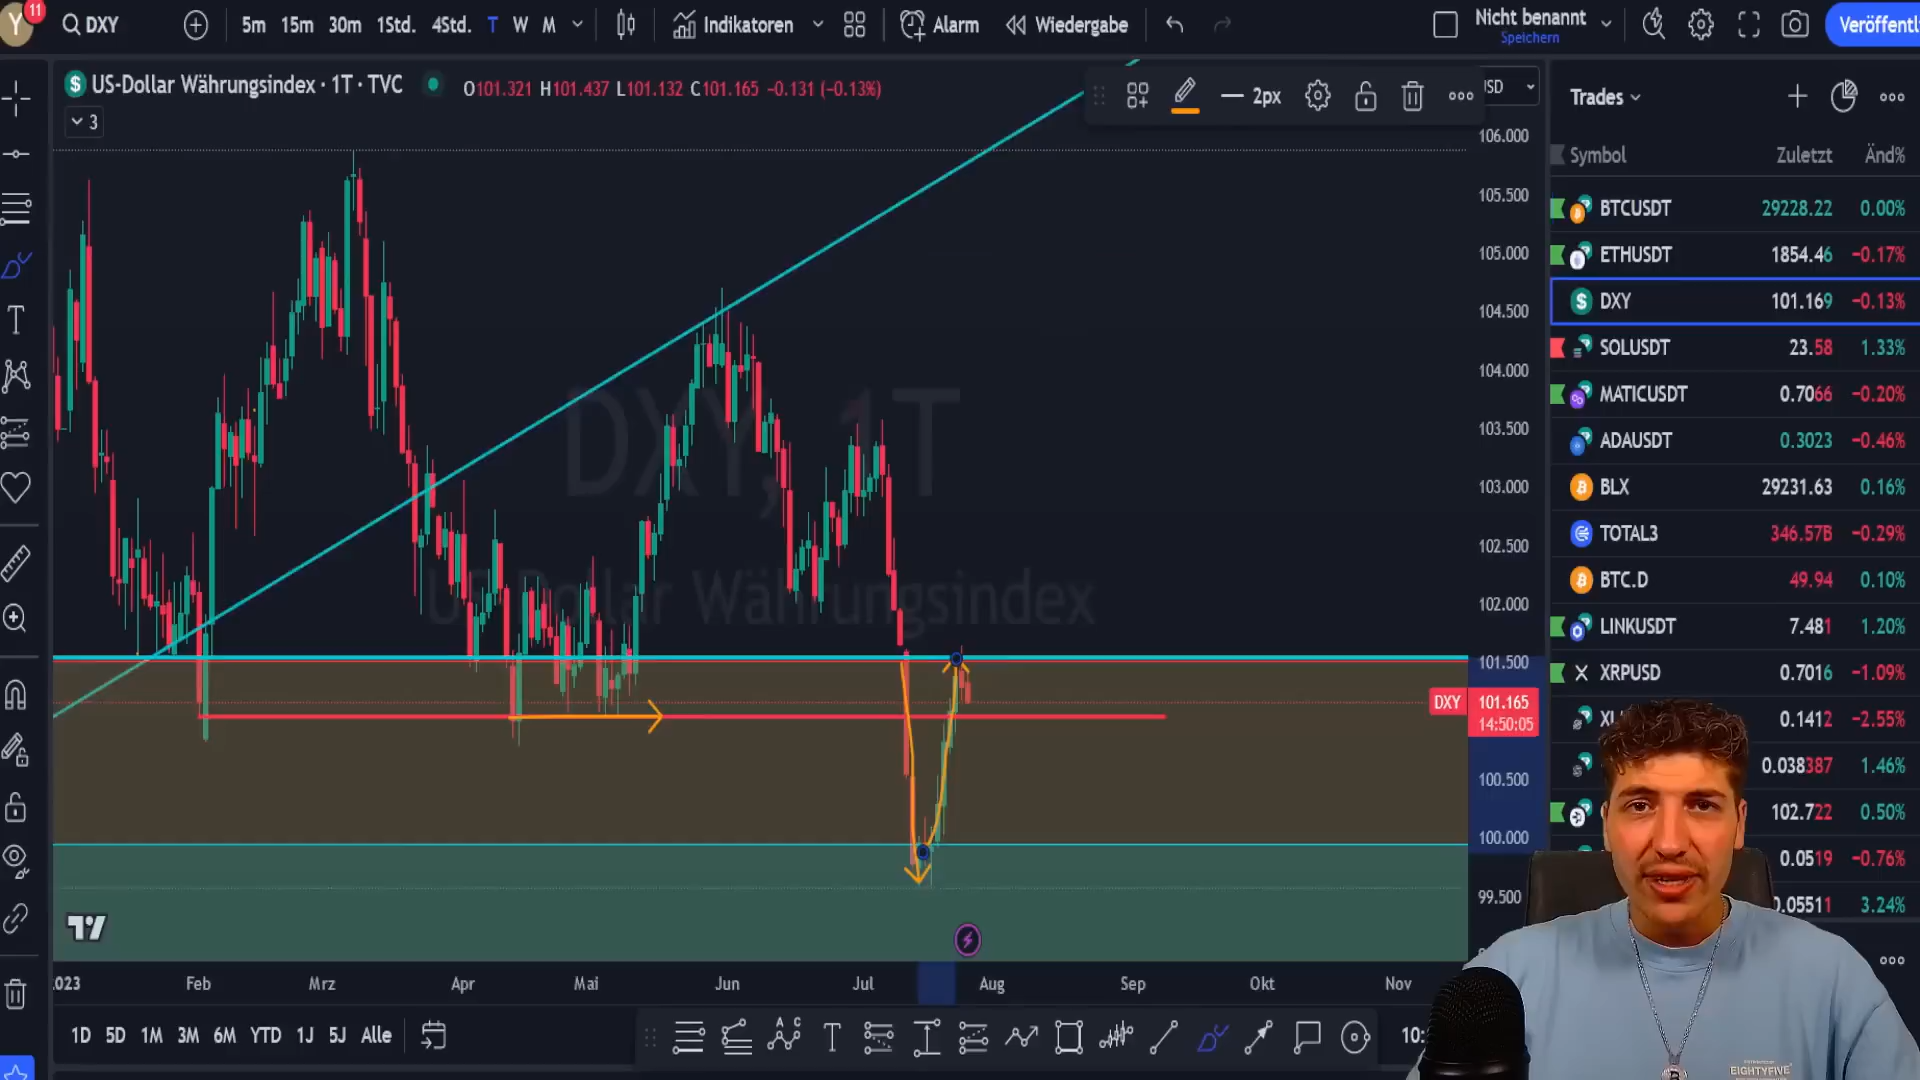 Y 11 DXY 5m 15m 30m 1Std. 4Std. T W M Indikatoren Alarm Wiedergabe Nicht benannt Veröffentl
Speichern
US-Dollar Währungsindex · 1T · TVC O101.321 H101.437 L101.132 C101.165 −0.131 (−0.13%)
2px SD
3
Trades
106.000
105.500
105.000
104.500
104.000
103.500
103.000
102.500
102.000
101.500
DXY 101.165
14:50:05
100.500
100.000
99.500
DXY, 1T
US-Dollar Währungsindex
Symbol Zuletzt Änd%
BTCUSDT 29228.22 0.00%
ETHUSDT 1854.46 −0.17%
DXY 101.169 −0.13%
SOLUSDT 23.58 1.33%
MATICUSDT 0.7066 −0.20%
ADAUSDT 0.3023 −0.46%
BLX 29231.63 0.16%
TOTAL3 346.57B −0.29%
BTC.D 49.94 0.10%
LINKUSDT 7.481 1.20%
XRPUSD 0.7016 −1.09%
0.1412 −2.55%
0.038387 1.46%
102.722 0.50%
0.0519 −0.76%
0.05511 3.24%
2023 Feb Mrz Apr Mai Jun Jul Aug Sep Okt Nov
1D 5D 1M 3M 6M YTD 1J 5J Alle
10:
EIGHTYFIVE